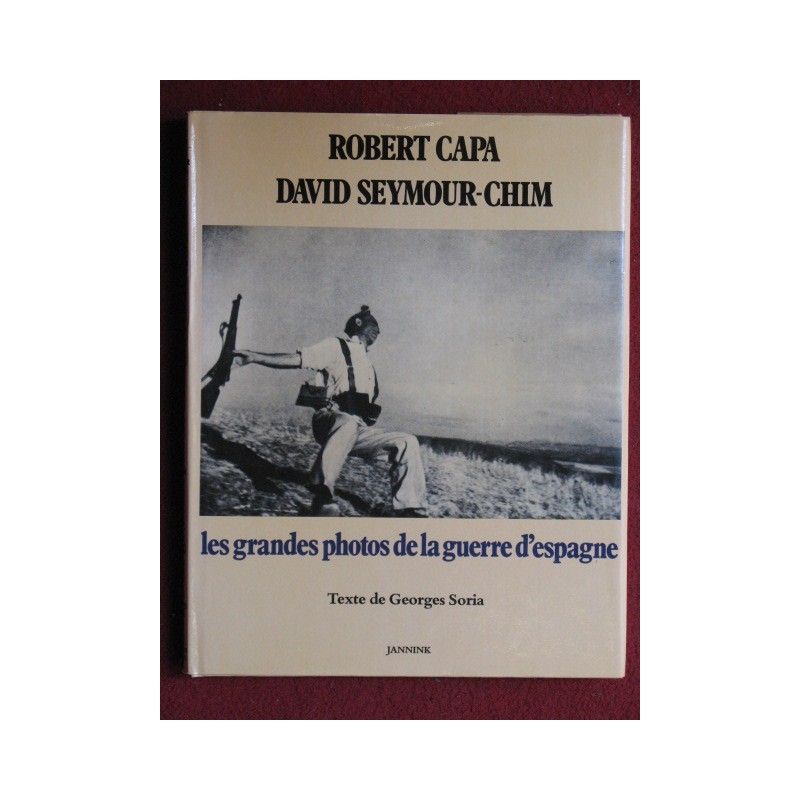 ROBERT CAPA
DAVID SEYMOUR-CHIM
les grandes photos de la guerre d'espagne
Texte de Georges Soria
JANNINK